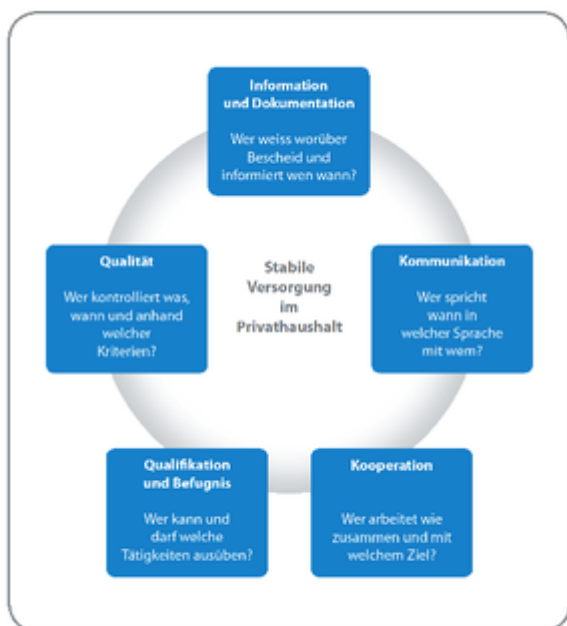 Information
und Dokumentation
Wer weiss worüber
Bescheid und
informiert wen wann?
Qualität
Wer kontrolliert was,
wann und anhand
welcher
Kriterien?
Stabile
Versorgung
im
Privathaushalt
Kommunikation
Wer spricht
wann in
welcher Sprache
mit wem?
Qualifikation
und Befugnis
Wer kann und
darf welche
Tätigkeiten ausüben?
Kooperation
Wer arbeitet wie
zusammen und mit
welchem Ziel?